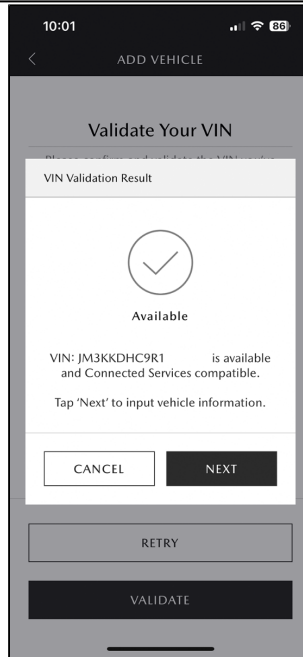 10:01
86
ADD VEHICLE
Validate Your VIN
VIN Validation Result
Available
VIN: JM3KKDHC9R1 is available
and Connected Services compatible.
Tap ‘Next’ to input vehicle information.
CANCEL
NEXT
RETRY
VALIDATE